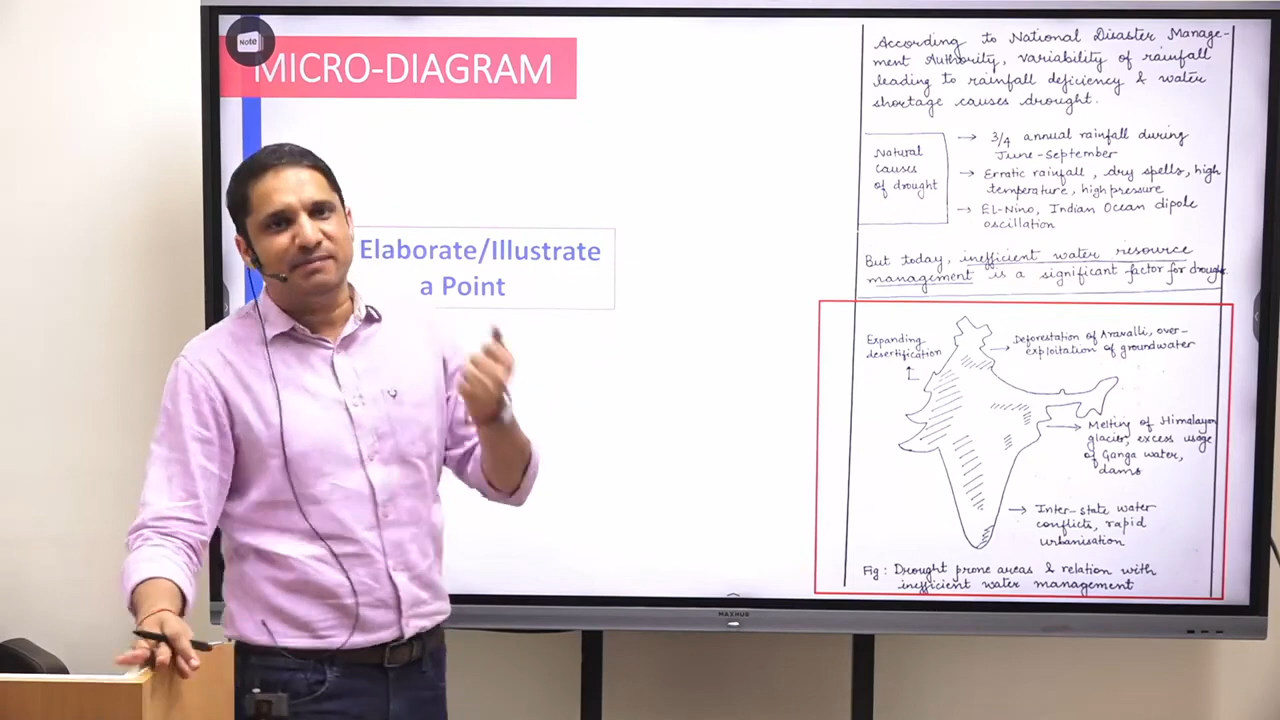 Note
MICRO-DIAGRAM
Elaborate/Illustrate
a Point
According to National Disaster Manage-
ment Authority, variability of rainfall
leading to rainfall deficiency & water
shortage causes drought.
Natural
causes
of drought
→ 3/4 annual rainfall during
June-September
→ Erratic rainfall, dry spells, high
temperature, high pressure
→ EL-Nino, Indian Ocean dipole
oscillation
But today, inefficient water resource
management is a significant factor for drought
Expanding
desertification
→ Deforestation of Aravalli, over-
exploitation of groundwater
→ Melting of Himalayan
glacier, excess usage
of Ganga water,
dams
→ Inter-state water
conflicts, rapid
urbanisation
Fig: Drought prone areas & relation with
inefficient water management
MAXHUB